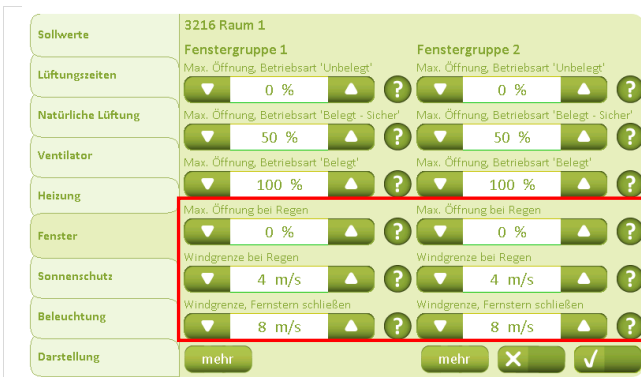 3216 Raum 1
Sollwerte
Lüftungszeiten
Natürliche Lüftung
Ventilator
Heizung
Fenster
Sonnenschutz
Beleuchtung
Darstellung
Fenstergruppe 1 Fenstergruppe 2
Max. Öffnung, Betriebsart 'Unbelegt' Max. Öffnung, Betriebsart 'Unbelegt'
0 % ? 0 % ?
Max. Öffnung, Betriebsart 'Belegt - Sicher' Max. Öffnung, Betriebsart 'Belegt - Sicher'
50 % ? 50 % ?
Max. Öffnung, Betriebsart 'Belegt' Max. Öffnung, Betriebsart 'Belegt'
100 % ? 100 % ?
Max. Öffnung bei Regen Max. Öffnung bei Regen
0 % ? 0 % ?
Windgrenze bei Regen Windgrenze bei Regen
4 m/s ? 4 m/s ?
Windgrenze, Fernstern schließen Windgrenze, Fernstern schließen
8 m/s ? 8 m/s ?
mehr mehr